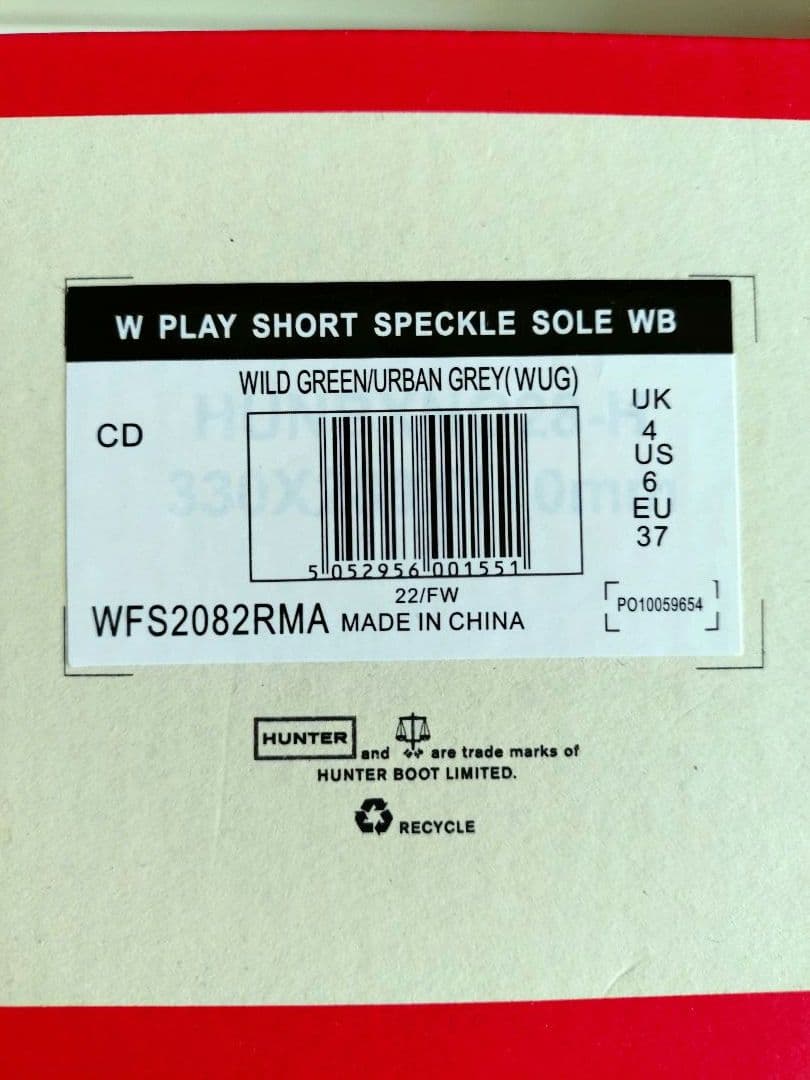 W PLAY SHORT SPECKLE SOLE WB
WILD GREEN/URBAN GREY(WUG)
CD
UK
4
US
6
EU
37
5 052956 001551
22/FW
WFS2082RMA MADE IN CHINA
PO10059654
HUNTER and are trade marks of
HUNTER BOOT LIMITED.
RECYCLE